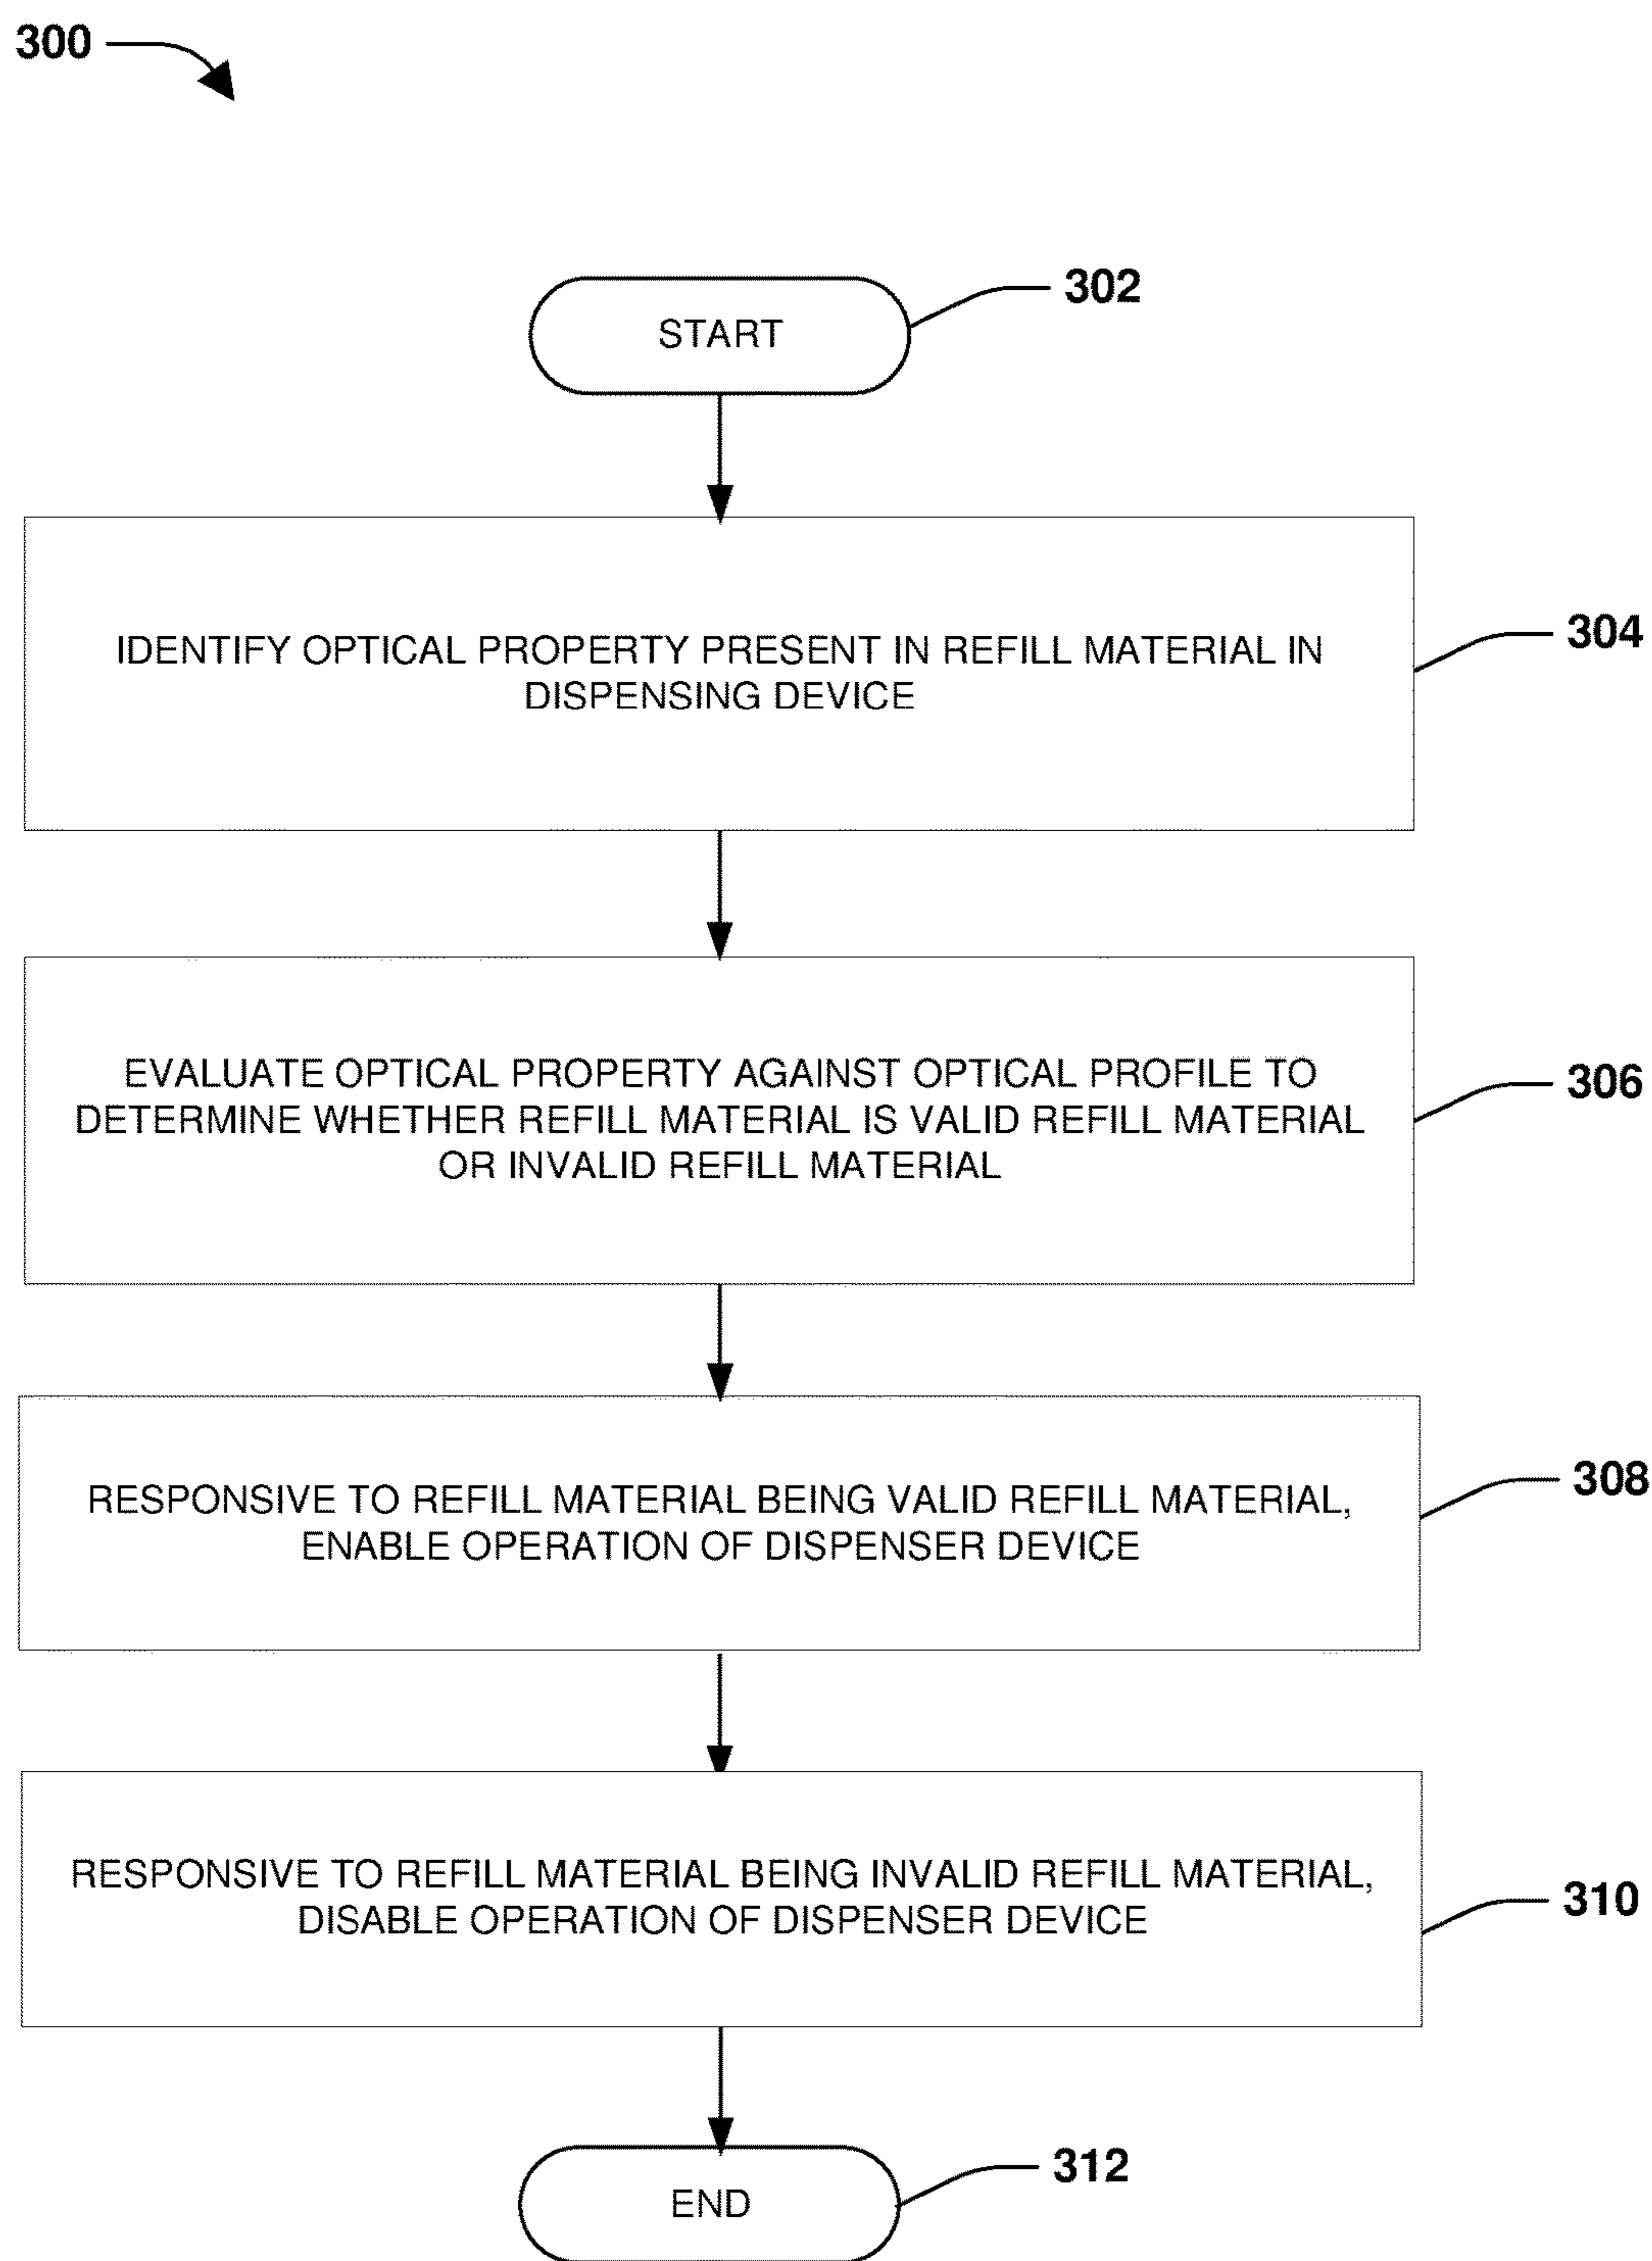 300
302
START
304
IDENTIFY OPTICAL PROPERTY PRESENT IN REFILL MATERIAL IN
DISPENSING DEVICE
306
EVALUATE OPTICAL PROPERTY AGAINST OPTICAL PROFILE TO
DETERMINE WHETHER REFILL MATERIAL IS VALID REFILL MATERIAL
OR INVALID REFILL MATERIAL
308
RESPONSIVE TO REFILL MATERIAL BEING VALID REFILL MATERIAL,
ENABLE OPERATION OF DISPENSER DEVICE
310
RESPONSIVE TO REFILL MATERIAL BEING INVALID REFILL MATERIAL,
DISABLE OPERATION OF DISPENSER DEVICE
312
END